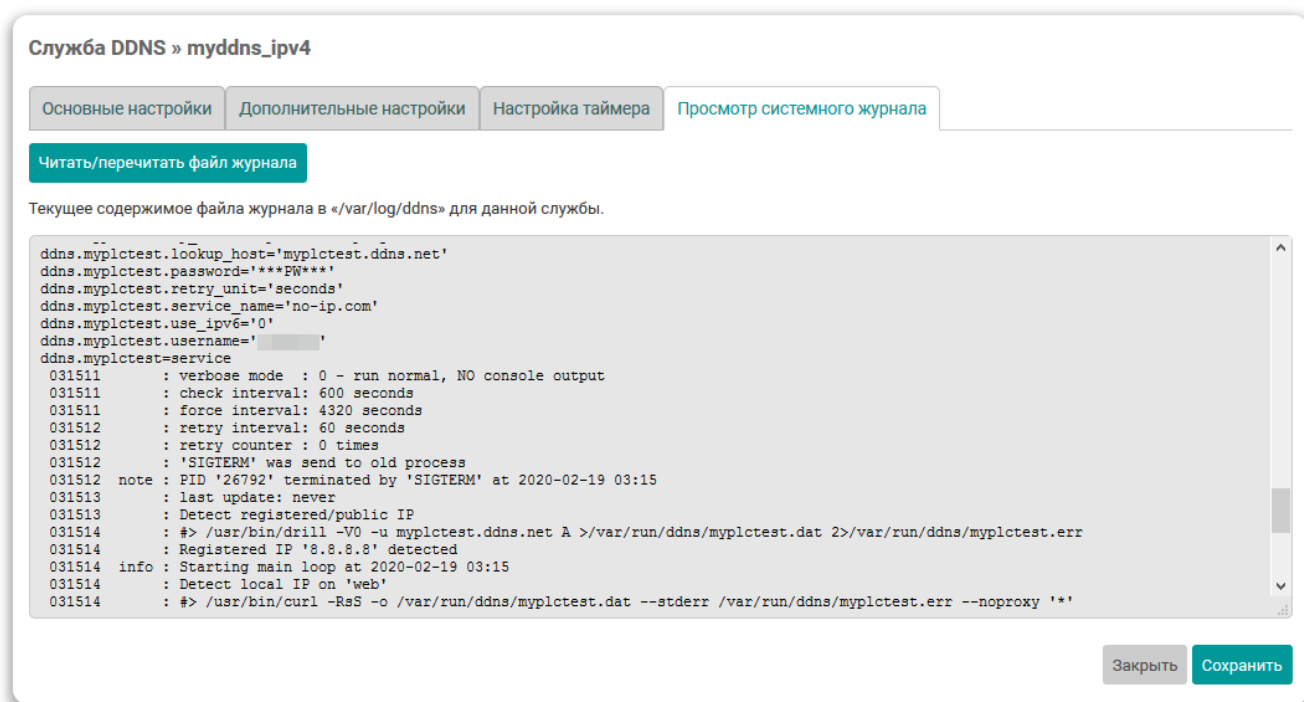 Служба DDNS » myddns_ipv4
Основные настройки
Дополнительные настройки
Настройка таймера
Просмотр системного журнала
Читать/перечитать файл журнала
Текущее содержимое файла журнала в «/var/log/ddns» для данной службы.
ddns.myplctest.lookup_host='myplctest.ddns.net'
ddns.myplctest.password='***PW***'
ddns.myplctest.retry_unit='seconds'
ddns.myplctest.service_name='no-ip.com'
ddns.myplctest.use_ipv6='0'
ddns.myplctest.username=' '
ddns.myplctest=service
031511 : verbose mode : 0 - run normal, NO console output
031511 : check interval: 600 seconds
031511 : force interval: 4320 seconds
031512 : retry interval: 60 seconds
031512 : retry counter : 0 times
031512 : 'SIGTERM' was send to old process
031512 note : PID '26792' terminated by 'SIGTERM' at 2020-02-19 03:15
031513 : last update: never
031513 : Detect registered/public IP
031514 : #> /usr/bin/drill -V0 -u myplctest.ddns.net A >/var/run/ddns/myplctest.dat 2>/var/run/ddns/myplctest.err
031514 : Registered IP '8.8.8.8' detected
031514 info : Starting main loop at 2020-02-19 03:15
031514 : Detect local IP on 'web'
031514 : #> /usr/bin/curl -RsS -o /var/run/ddns/myplctest.dat --stderr /var/run/ddns/myplctest.err --noproxy '*'
Закрыть
Сохранить